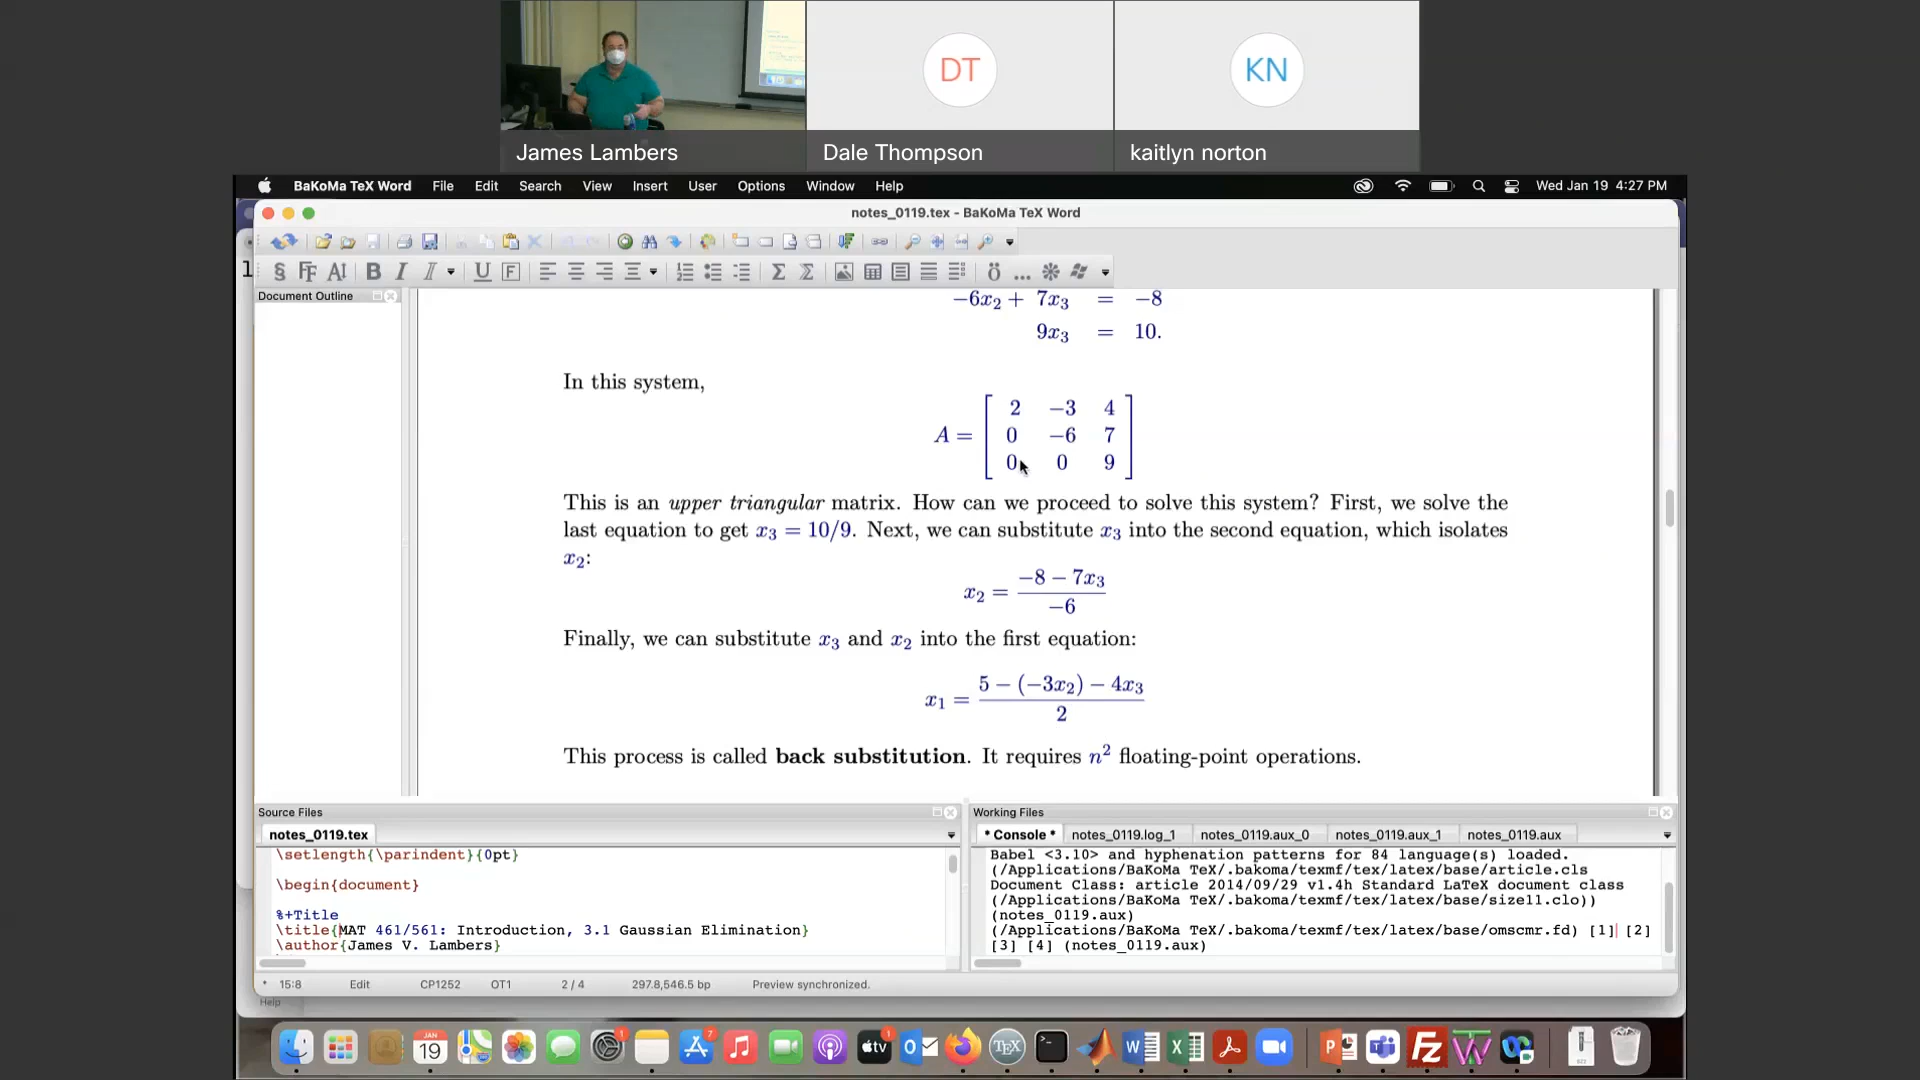 DT
KN
James Lambers
Dale Thompson
kaitlyn norton
BaKoMa TeX Word File Edit Search View Insert User Options Window Help
Wed Jan 19 4:27 PM
notes_0119.tex - BaKoMa TeX Word
Document Outline
−6x₂ + 7x₃ = −8
9x₃ = 10.
In this system,
A = [ 2 −3 4
0 −6 7
0 0 9 ]
This is an upper triangular matrix. How can we proceed to solve this system? First, we solve the
last equation to get x₃ = 10/9. Next, we can substitute x₃ into the second equation, which isolates
x₂:
x₂ = (−8 − 7x₃)/(−6)
Finally, we can substitute x₃ and x₂ into the first equation:
x₁ = (5 − (−3x₂) − 4x₃)/2
This process is called back substitution. It requires n² floating-point operations.
Source Files
notes_0119.tex
\setlength{\parindent}{0pt}
\begin{document}
%+Title
\title{MAT 461/561: Introduction, 3.1 Gaussian Elimination}
\author{James V. Lambers}
Working Files
* Console * notes_0119.log_1 notes_0119.aux_0 notes_0119.aux_1 notes_0119.aux
Babel <3.10> and hyphenation patterns for 84 language(s) loaded.
(/Applications/BaKoMa TeX/.bakoma/texmf/tex/latex/base/article.cls
Document Class: article 2014/09/29 v1.4h Standard LaTeX document class
(/Applications/BaKoMa TeX/.bakoma/texmf/tex/latex/base/size11.clo))
(notes_0119.aux)
(/Applications/BaKoMa TeX/.bakoma/texmf/tex/latex/base/omscmr.fd) [1] [2]
[3] [4] (notes_0119.aux)
* 15:8 Edit CP1252 OT1 2 / 4 297.8,546.5 bp Preview synchronized.
Help
JAN
19
1
7
tv
1
TEX